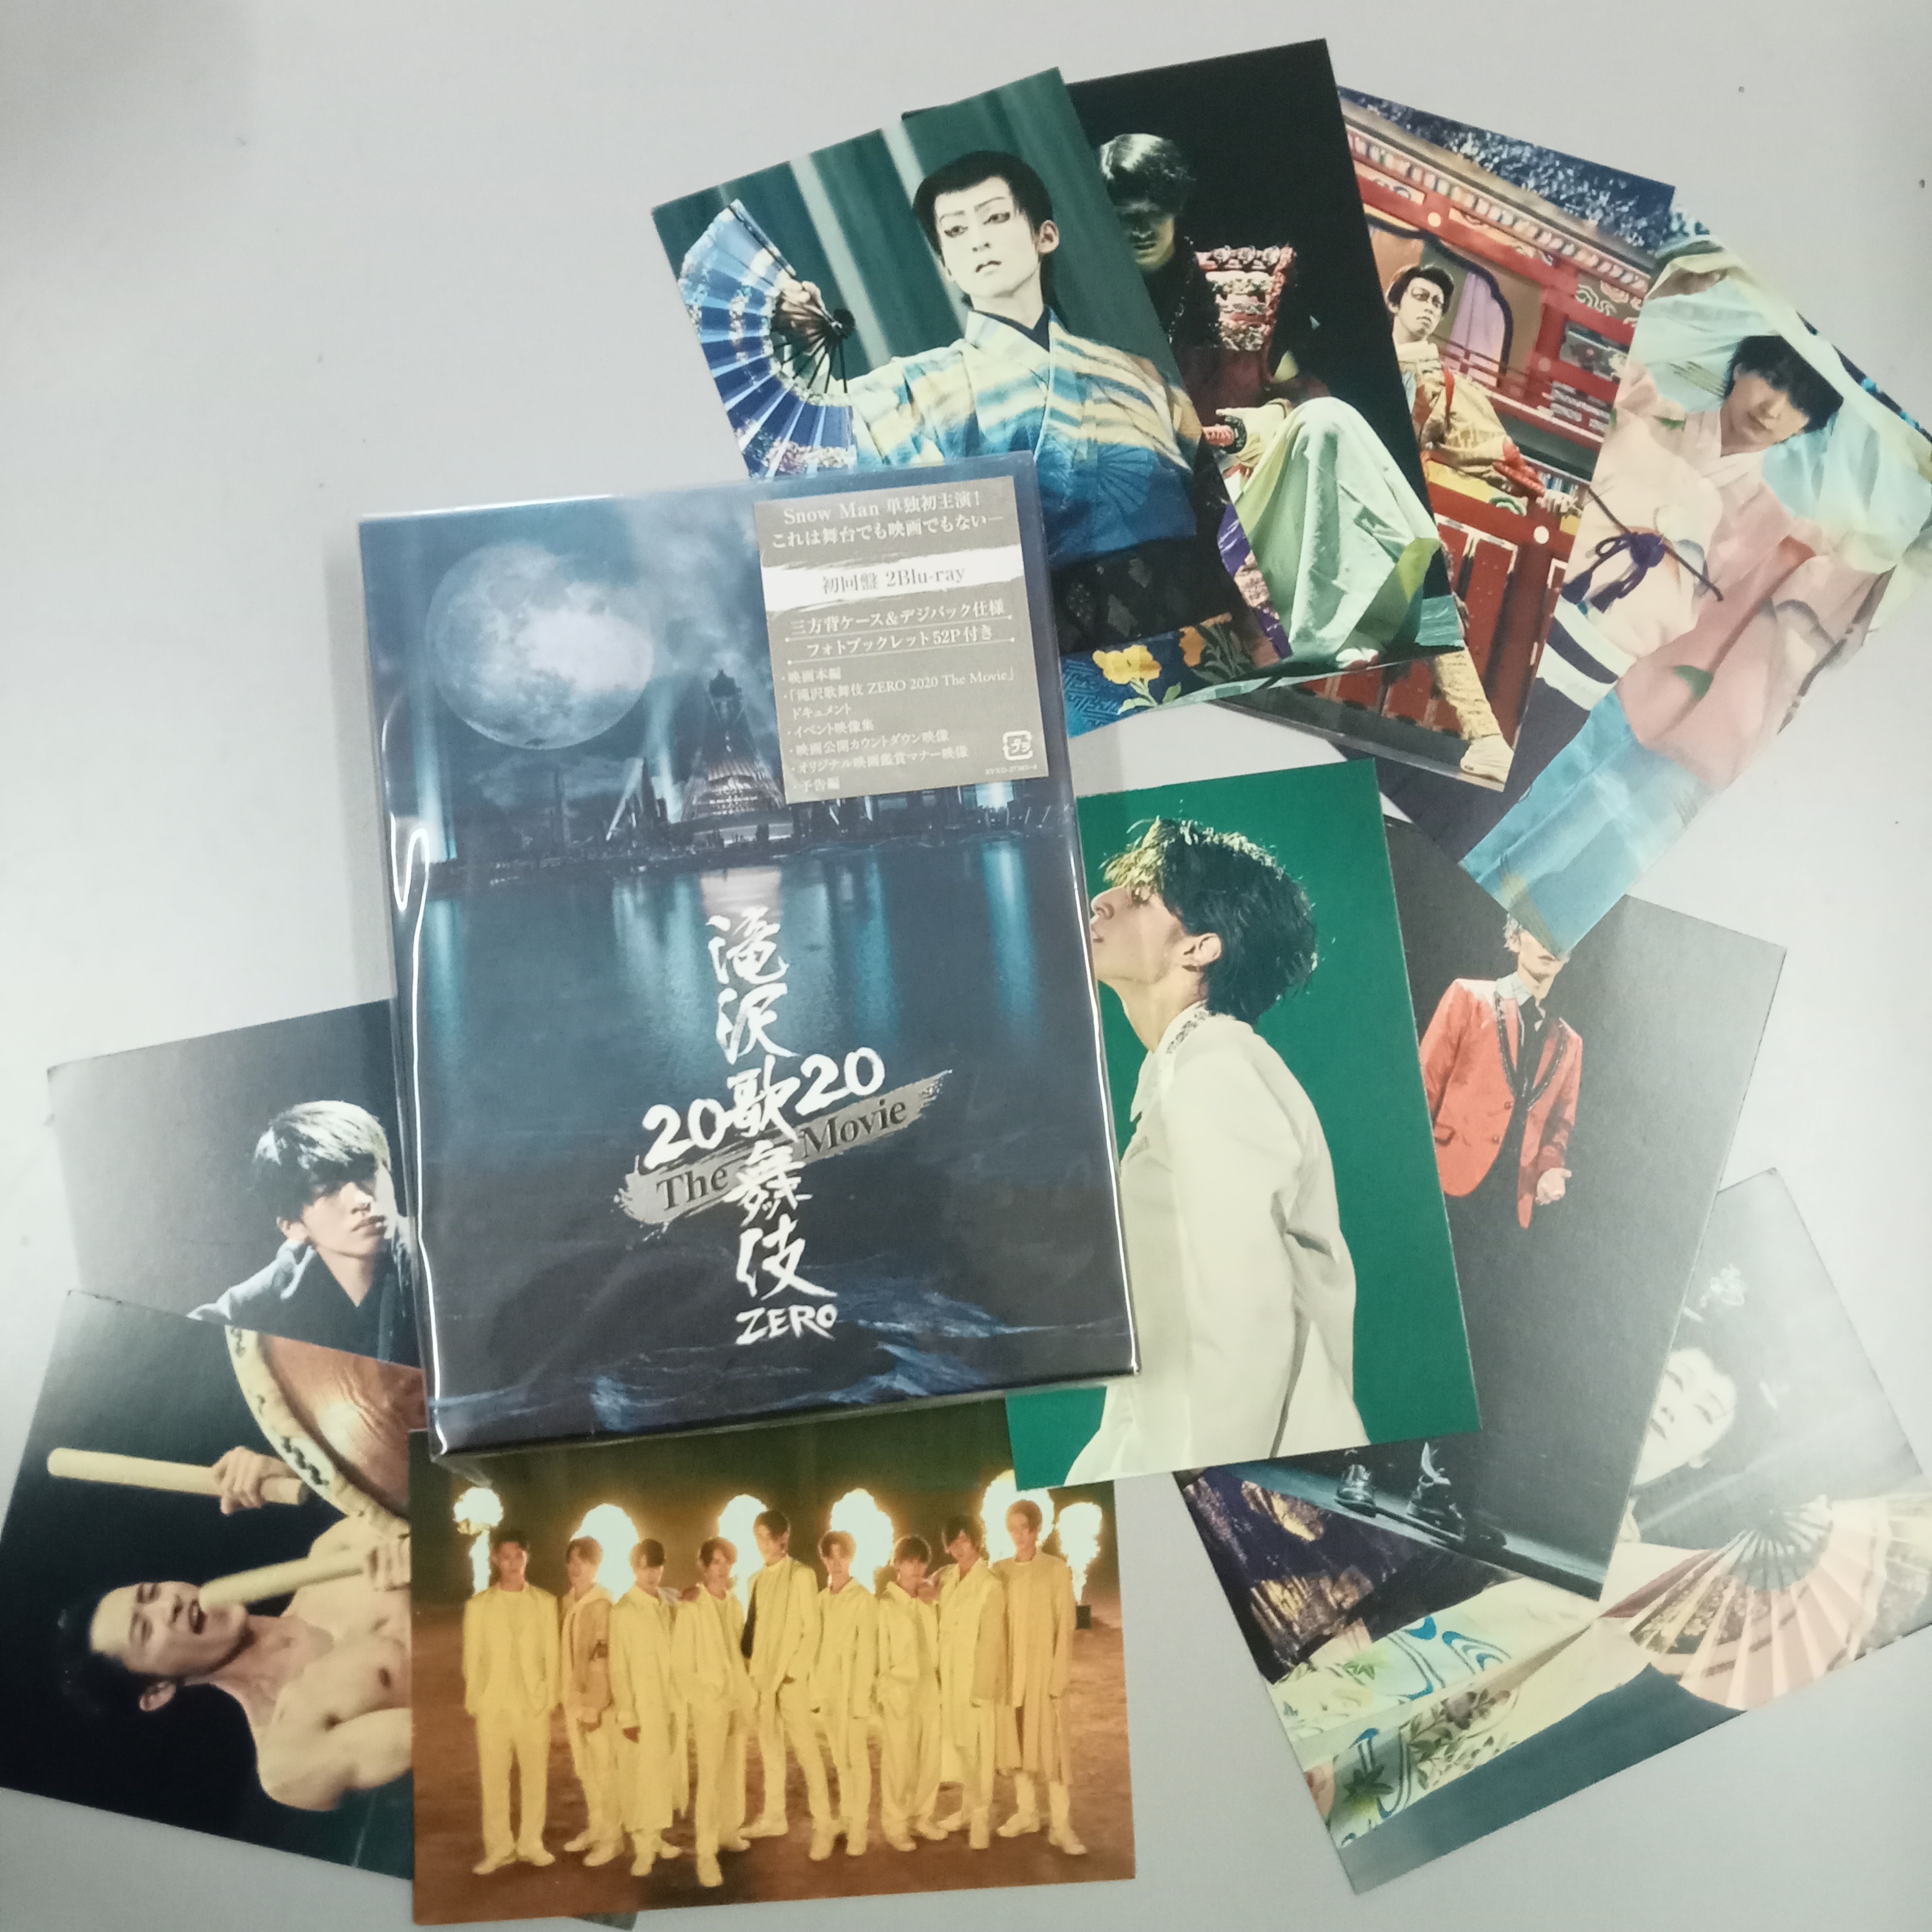 Snow Man 単独初主演!
これは舞台でも映画でもない―
初回盤 2Blu-ray
三方背ケース&デジパック仕様
フォトブックレット52P付き
・映画本編
・「滝沢歌舞伎 ZERO 2020 The Movie」
ドキュメント
・イベント映像集
・映画公開カウントダウン映像
・オリジナル映画鑑賞マナー映像
・予告編
滝沢歌舞伎
2020
The Movie
ZERO